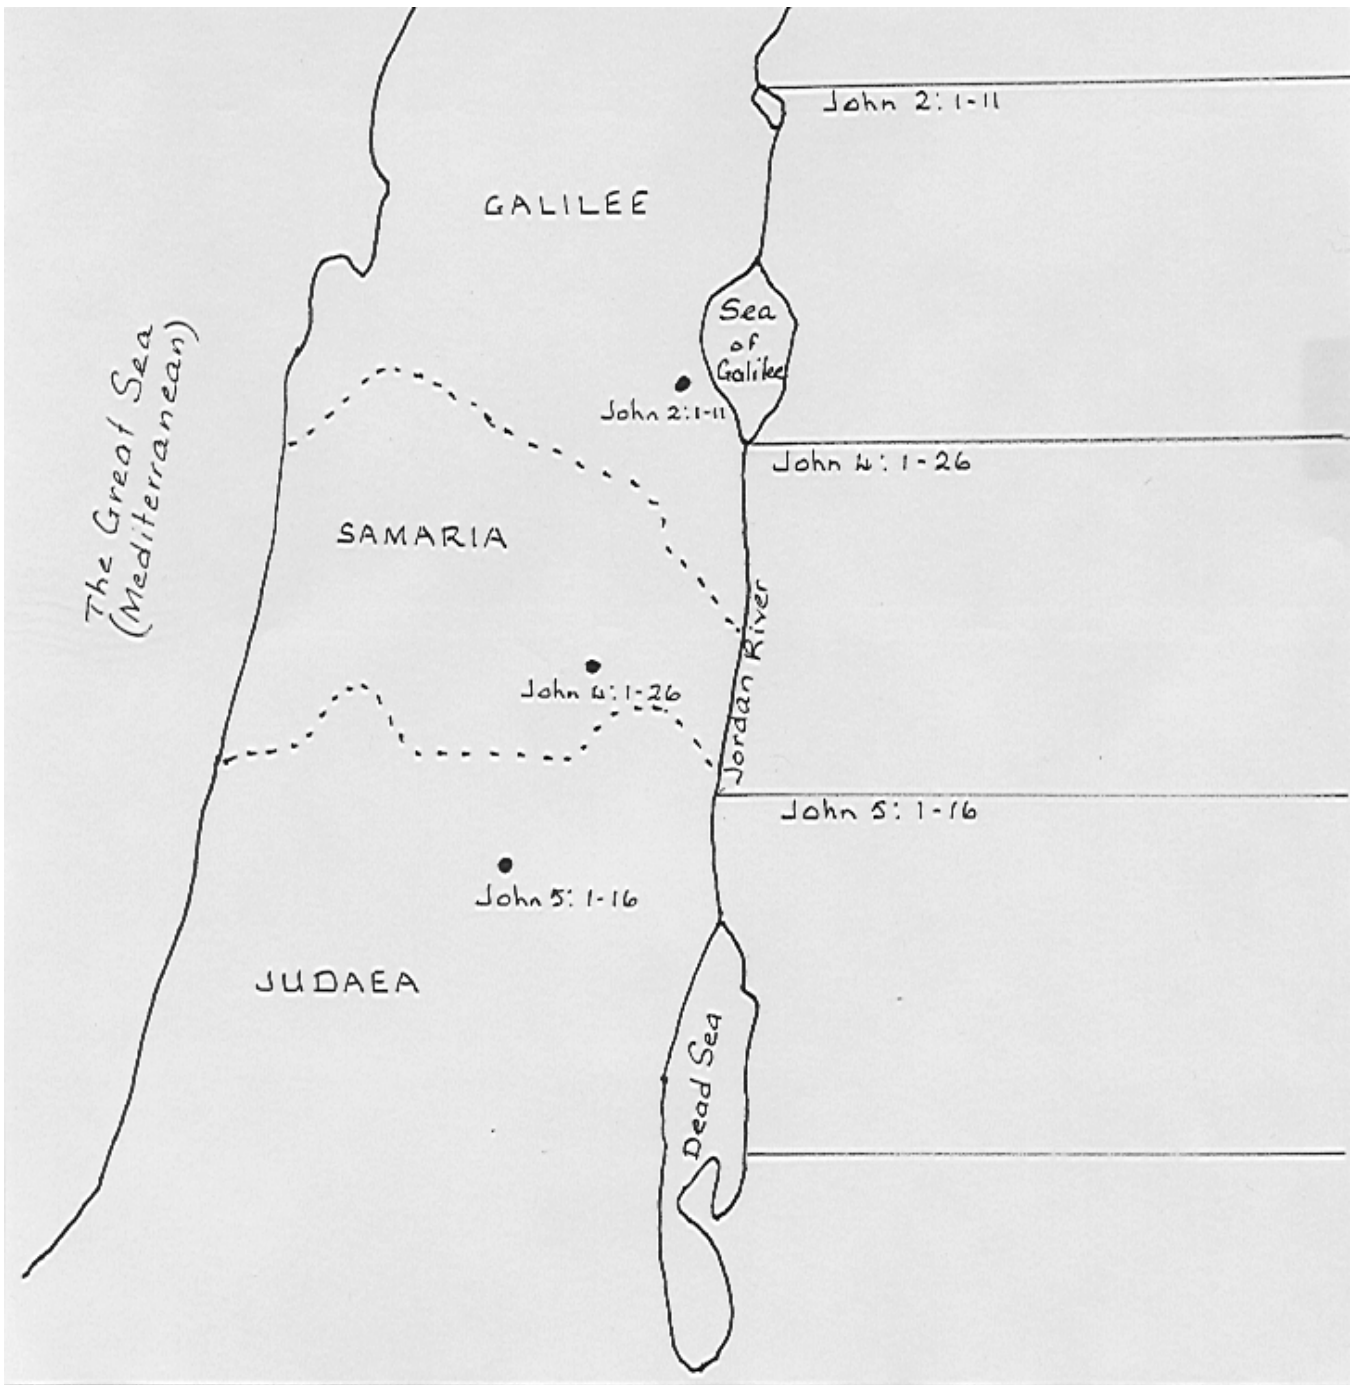 John 2:1-11
GALILEE
Sea
of
Galilee
The Great Sea
(Mediterranean)
John 2:1-11
John 4:1-26
SAMARIA
Jordan River
John 4:1-26
John 5:1-16
John 5:1-16
JUDAEA
Dead Sea